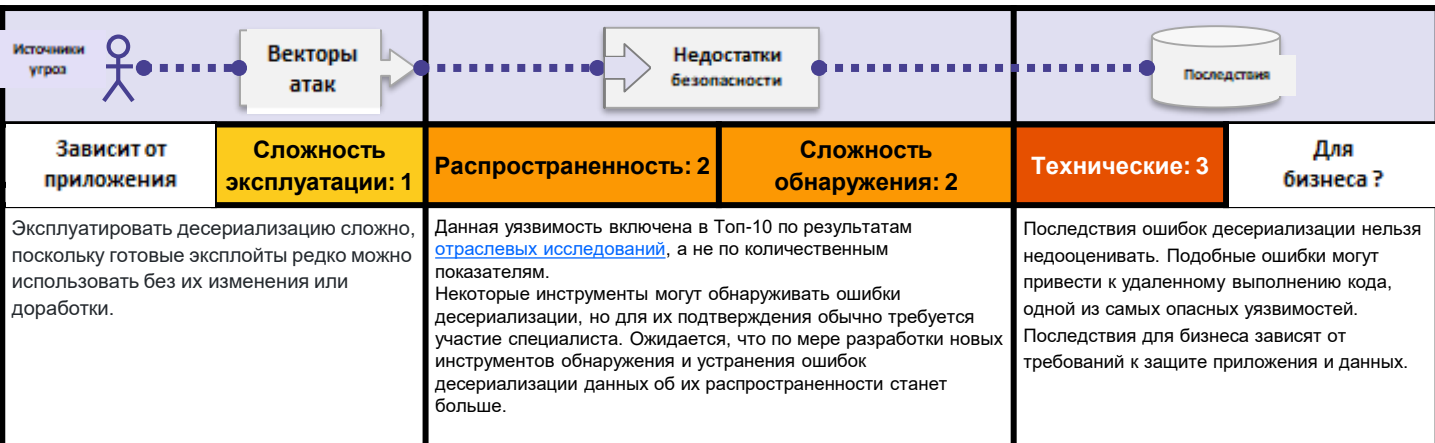 Источники
угроз
Векторы
атак
Недостатки
безопасности
Последствия
Зависит от
приложения
Сложность
эксплуатации: 1
Распространенность: 2
Сложность
обнаружения: 2
Технические: 3
Для
бизнеса ?
Эксплуатировать десериализацию сложно,
поскольку готовые эксплойты редко можно
использовать без их изменения или
доработки.
Данная уязвимость включена в Топ-10 по результатам
отраслевых исследований, а не по количественным
показателям.
Некоторые инструменты могут обнаруживать ошибки
десериализации, но для их подтверждения обычно требуется
участие специалиста. Ожидается, что по мере разработки новых
инструментов обнаружения и устранения ошибок
десериализации данных об их распространенности станет
больше.
Последствия ошибок десериализации нельзя
недооценивать. Подобные ошибки могут
привести к удаленному выполнению кода,
одной из самых опасных уязвимостей.
Последствия для бизнеса зависят от
требований к защите приложения и данных.